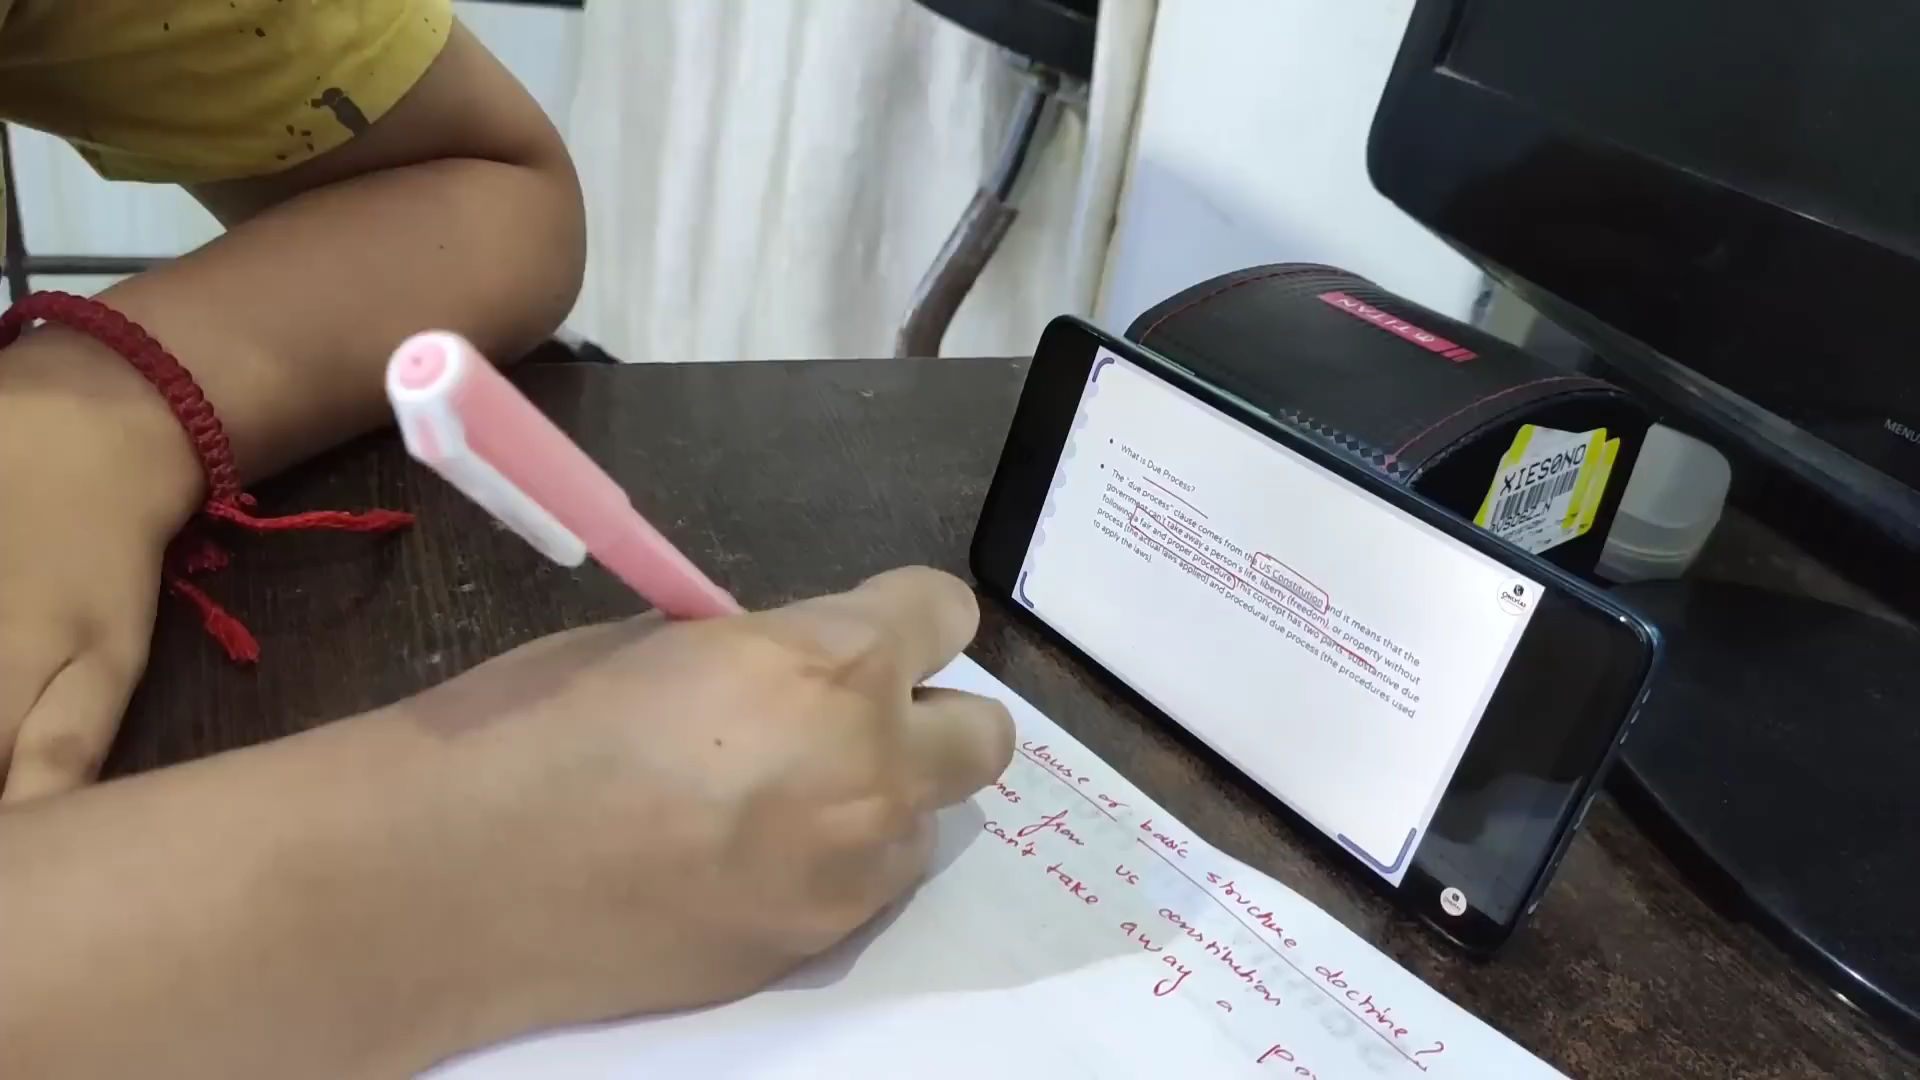 TITAN
MENU
XIESONO
What is Due Process?
The "due process" clause comes from the US Constitution and it means that the
government can't take away a person's life, liberty (freedom), or property without
following a fair and proper procedure. This concept has two parts substantive due
process (the actual laws applied) and procedural due process (the procedures used
to apply the laws).
ONLYIAS
clause or basic structure doctrine?
mes from us constitution
can't take away a